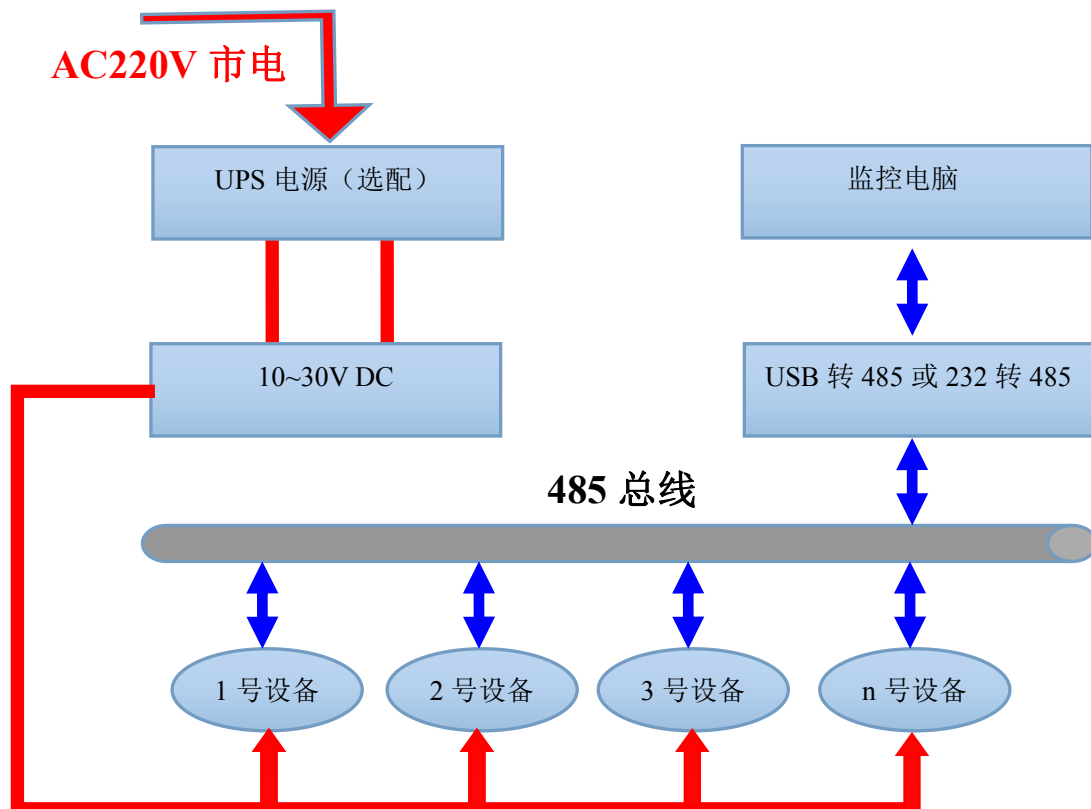 AC220V 市电
UPS 电源（选配）
监控电脑
10~30V DC
USB 转 485 或 232 转 485
485 总线
1 号设备
2 号设备
3 号设备
n 号设备